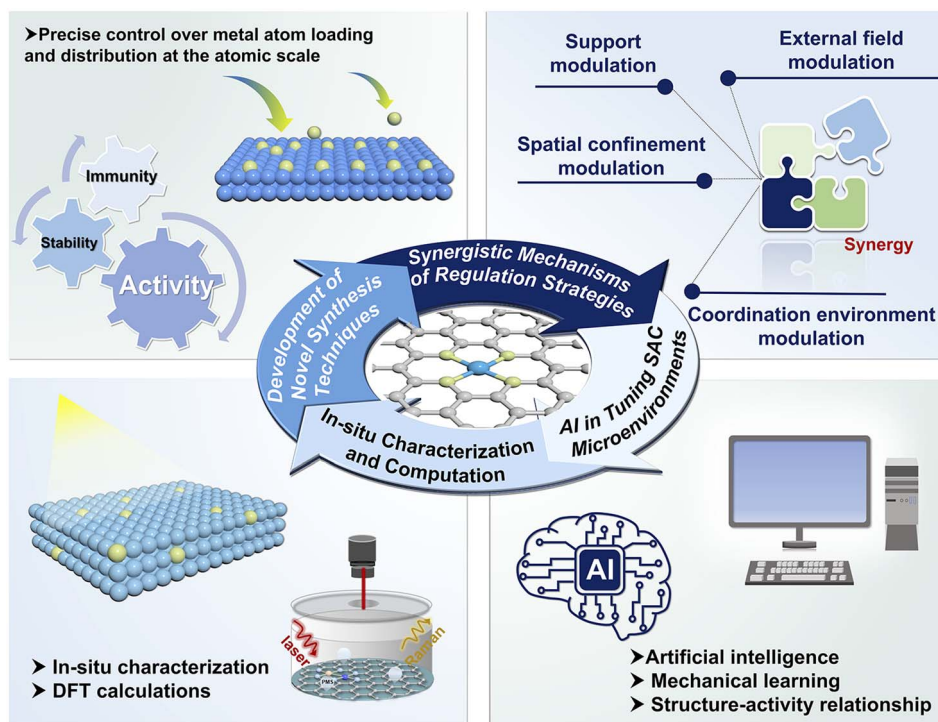 ➤Precise control over metal atom loading
and distribution at the atomic scale
Immunity
Stability
Activity
Support
modulation
External field
modulation
Spatial confinement
modulation
Synergy
Coordination environment
modulation
Development of
Novel Synthesis
Techniques
Synergistic Mechanisms
of Regulation Strategies
AI in Tuning SAC
Microenvironments
In-situ Characterization
and Computation
laser
Raman
PMS
➤ In-situ characterization
➤ DFT calculations
AI
➤Artificial intelligence
➤ Mechanical learning
➤ Structure-activity relationship